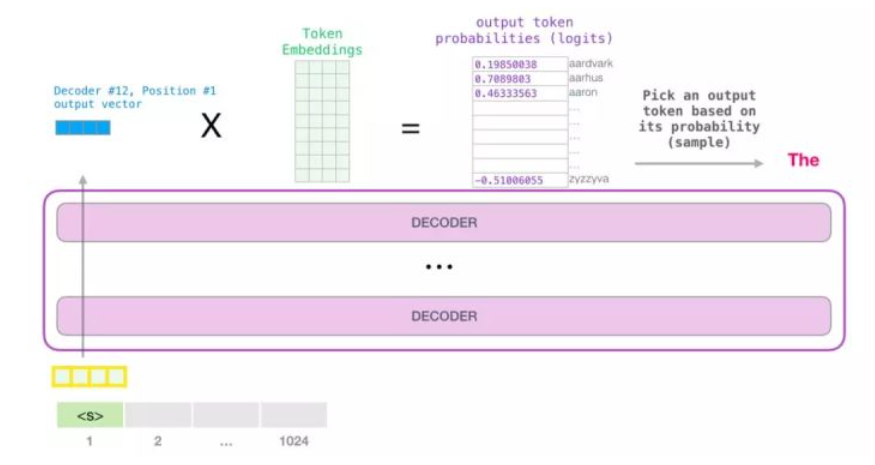 output token
probabilities (logits)
Token
Embeddings
Decoder #12, Position #1
output vector
X
=
0.19850038 aardvark
0.7089803 aarhus
0.46333563 aaron
...
...
...
...
...
-0.51006055 zyzzyva
Pick an output
token based on
its probability
(sample)
The
DECODER
...
DECODER
<S>
1 2 ... 1024